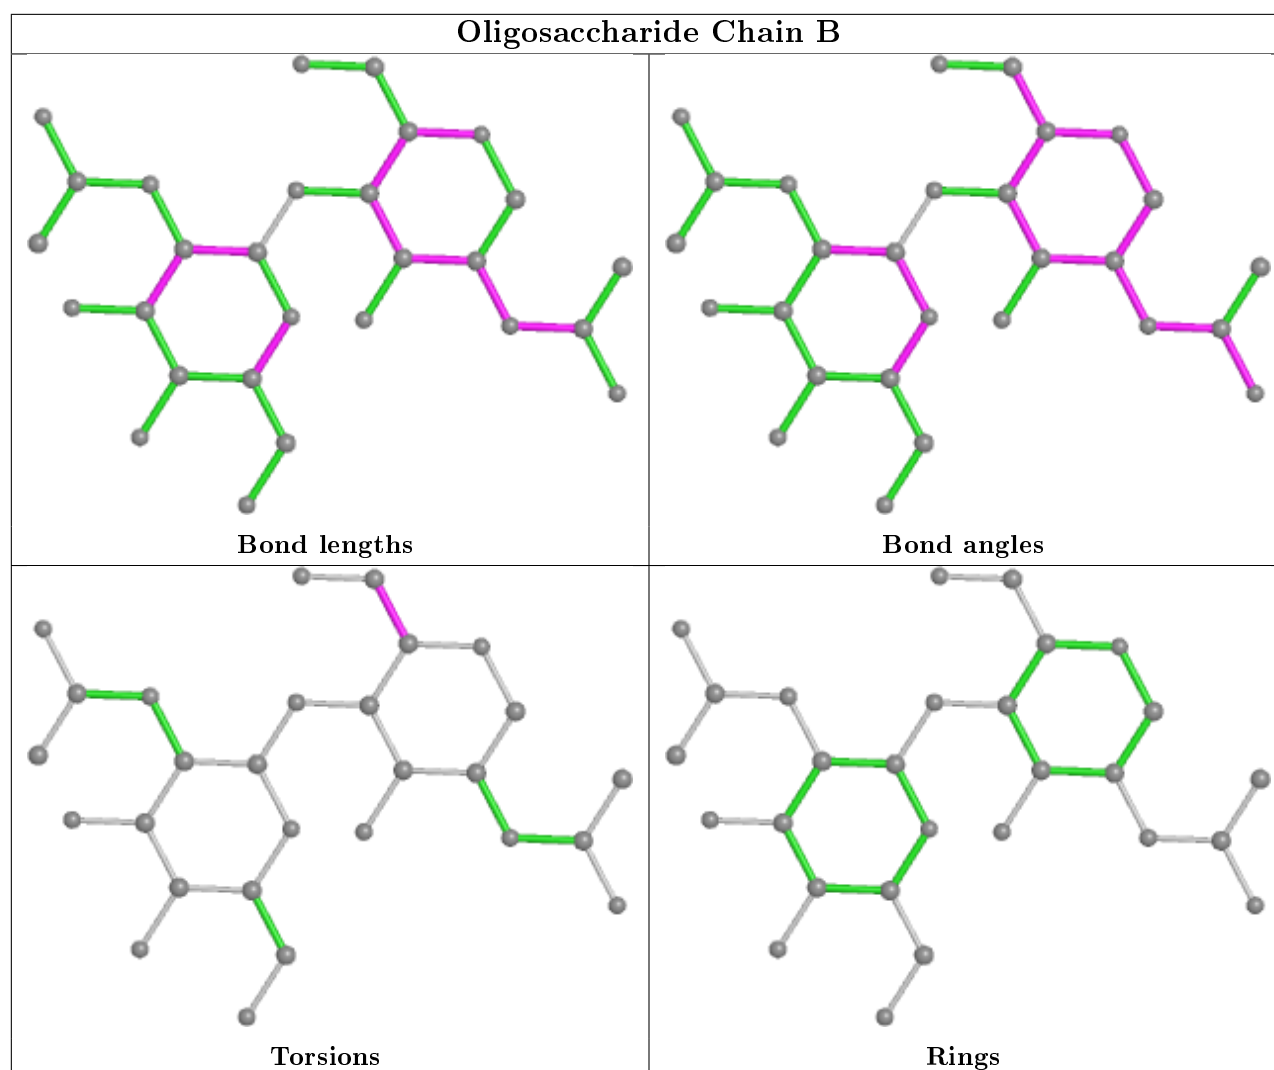 Oligosaccharide Chain B
Bond lengths
Bond angles
Torsions
Rings